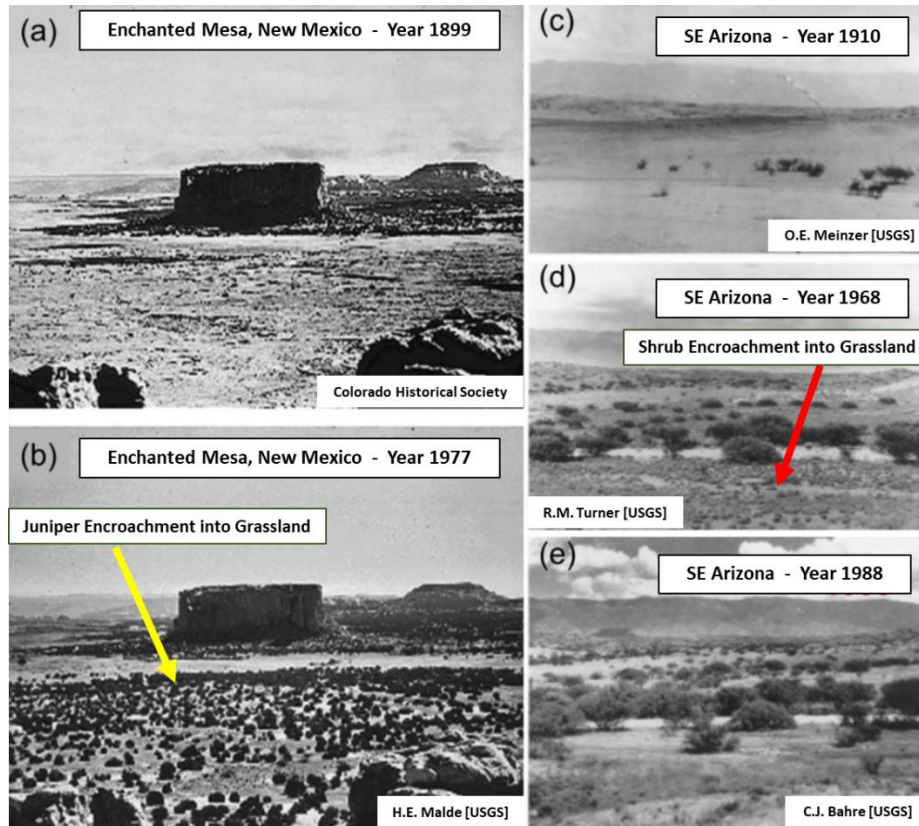 (a)
Enchanted Mesa, New Mexico - Year 1899
Colorado Historical Society
(b)
Enchanted Mesa, New Mexico - Year 1977
Juniper Encroachment into Grassland
H.E. Malde [USGS]
(c)
SE Arizona - Year 1910
O.E. Meinzer [USGS]
(d)
SE Arizona - Year 1968
Shrub Encroachment into Grassland
R.M. Turner [USGS]
(e)
SE Arizona - Year 1988
C.J. Bahre [USGS]